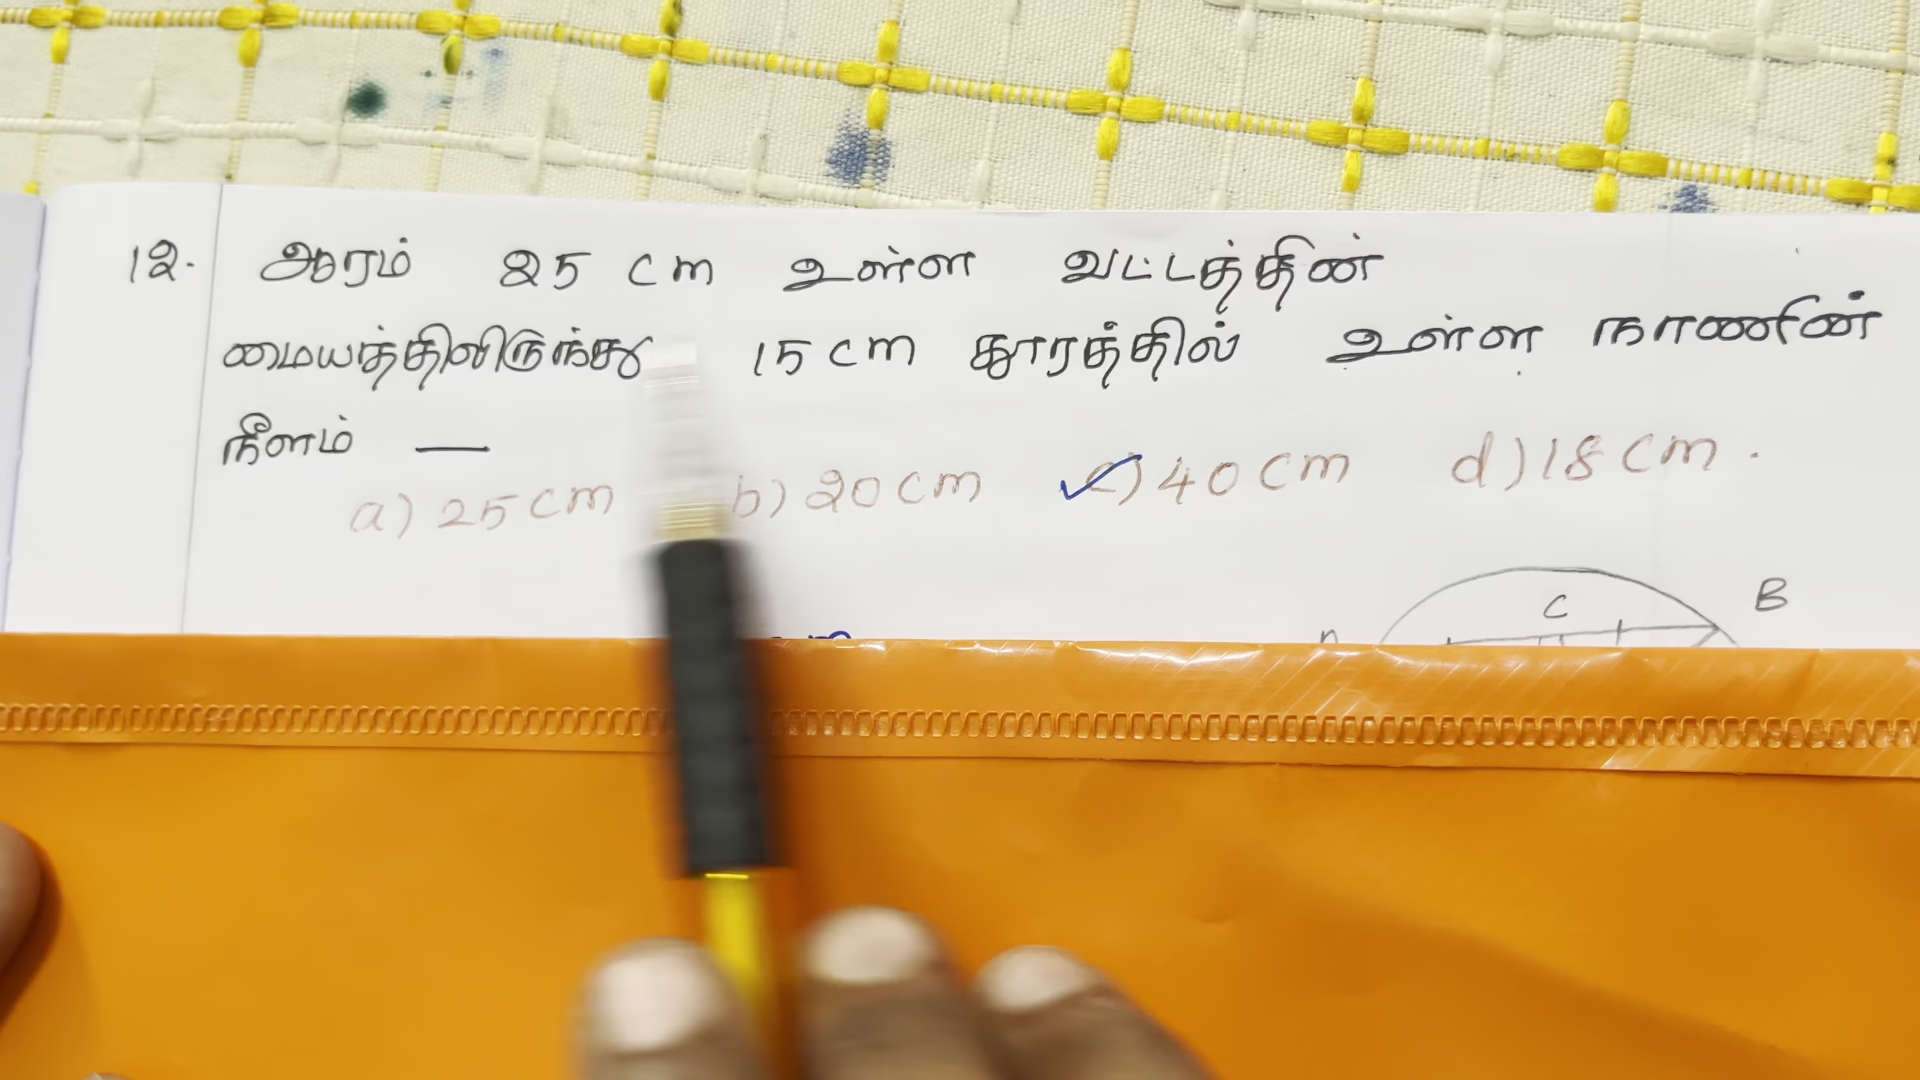 12. ஆரம் 25 cm உள்ள வட்டத்தின்
மையத்திலிருந்து 15 cm தூரத்தில் உள்ள நாணின்
நீளம் —
a) 25 cm b) 20 cm c) 40 cm d) 18 cm.
C B